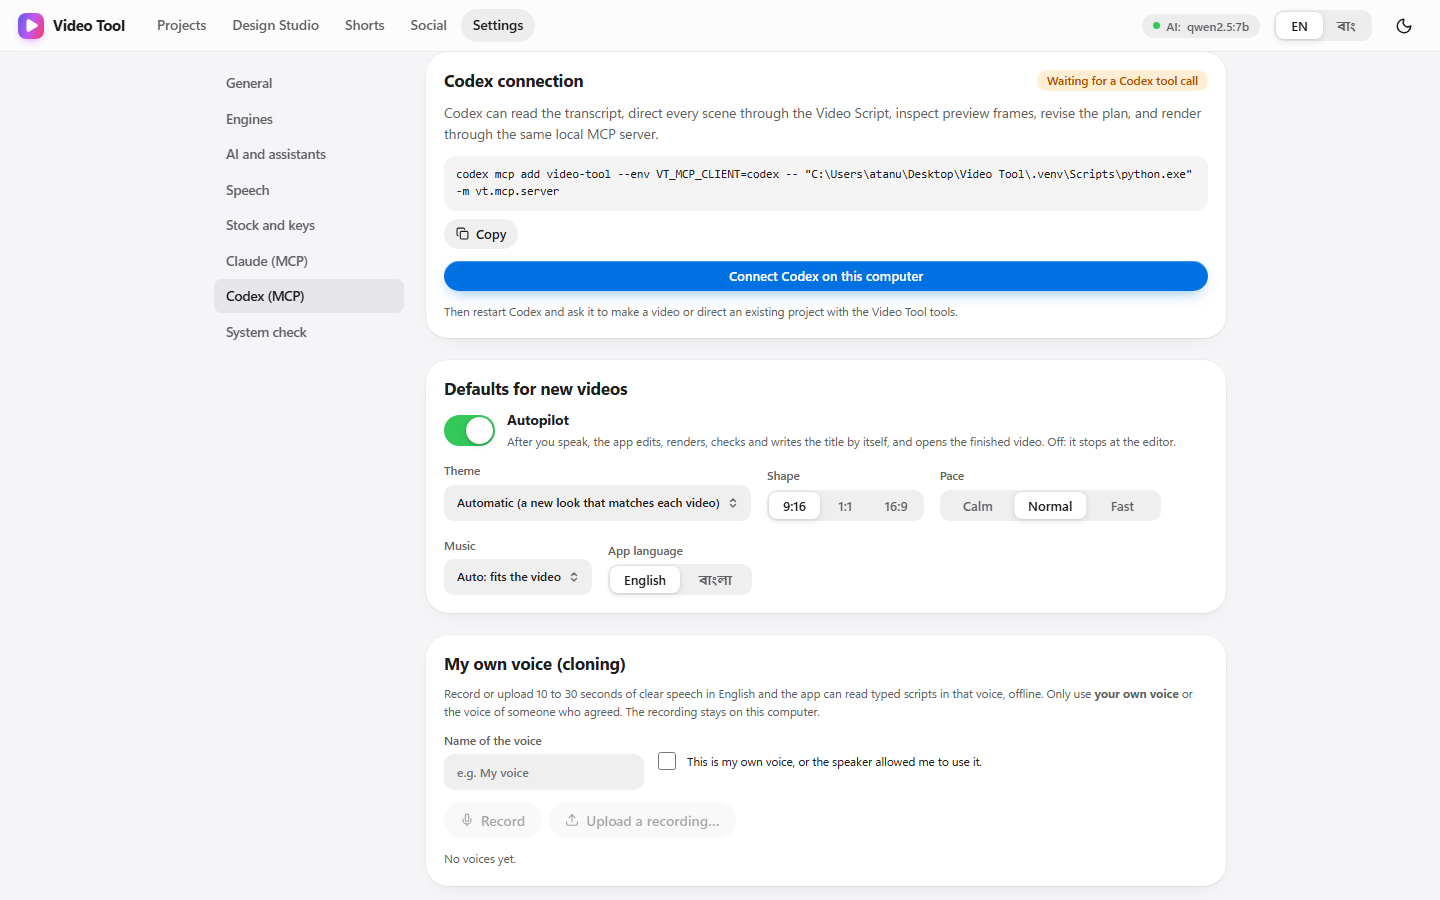 Video Tool
Projects
Design Studio
Shorts
Social
Settings
AI: qwen2.5:7b
EN
বাং
General
Engines
AI and assistants
Speech
Stock and keys
Claude (MCP)
Codex (MCP)
System check
Codex connection
Waiting for a Codex tool call
Codex can read the transcript, direct every scene through the Video Script, inspect preview frames, revise the plan, and render
through the same local MCP server.
codex mcp add video-tool --env VT_MCP_CLIENT=codex -- "C:\Users\atanu\Desktop\Video Tool\.venv\Scripts\python.exe"
-m vt.mcp.server
Copy
Connect Codex on this computer
Then restart Codex and ask it to make a video or direct an existing project with the Video Tool tools.
Defaults for new videos
Autopilot
After you speak, the app edits, renders, checks and writes the title by itself, and opens the finished video. Off: it stops at the editor.
Theme
Automatic (a new look that matches each video)
Shape
9:16
1:1
16:9
Pace
Calm
Normal
Fast
Music
Auto: fits the video
App language
English
বাংলা
My own voice (cloning)
Record or upload 10 to 30 seconds of clear speech in English and the app can read typed scripts in that voice, offline. Only use your own voice or
the voice of someone who agreed. The recording stays on this computer.
Name of the voice
e.g. My voice
This is my own voice, or the speaker allowed me to use it.
Record
Upload a recording...
No voices yet.